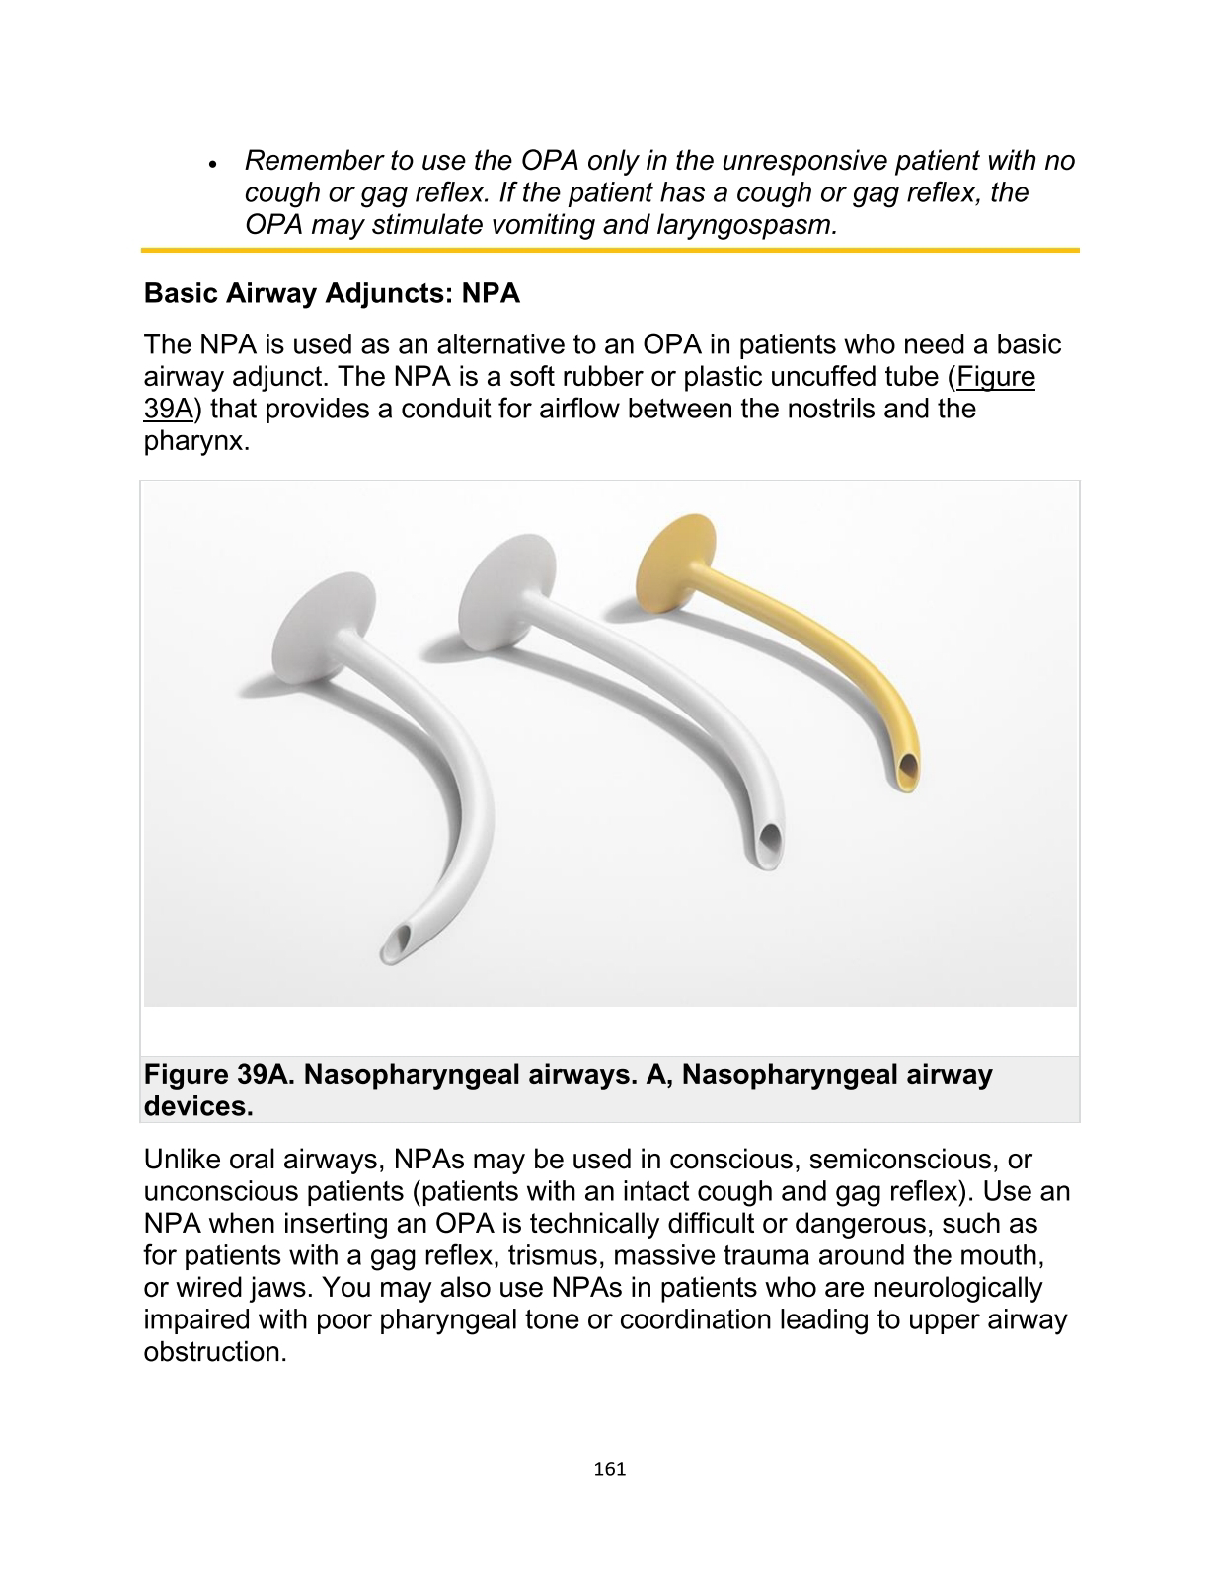 • Remember to use the OPA only in the unresponsive patient with no
cough or gag reflex. If the patient has a cough or gag reflex, the
OPA may stimulate vomiting and laryngospasm.
Basic Airway Adjuncts: NPA
The NPA is used as an alternative to an OPA in patients who need a basic
airway adjunct. The NPA is a soft rubber or plastic uncuffed tube (Figure
39A) that provides a conduit for airflow between the nostrils and the
pharynx.
Figure 39A. Nasopharyngeal airways. A, Nasopharyngeal airway
devices.
Unlike oral airways, NPAs may be used in conscious, semiconscious, or
unconscious patients (patients with an intact cough and gag reflex). Use an
NPA when inserting an OPA is technically difficult or dangerous, such as
for patients with a gag reflex, trismus, massive trauma around the mouth,
or wired jaws. You may also use NPAs in patients who are neurologically
impaired with poor pharyngeal tone or coordination leading to upper airway
obstruction.
161